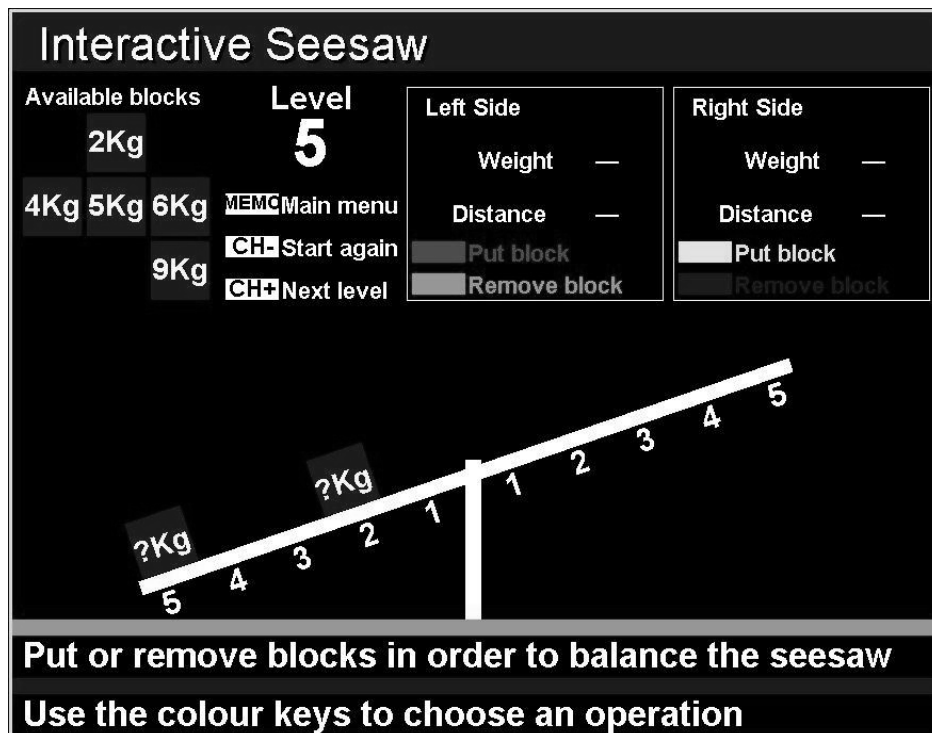 Interactive Seesaw
Available blocks
2Kg
4Kg 5Kg 6Kg
9Kg
Level
5
MEMO Main menu
CH- Start again
CH+ Next level
Left Side
Weight —
Distance —
Put block
Remove block
Right Side
Weight —
Distance —
Put block
Remove block
?Kg
?Kg
5 4 3 2 1 1 2 3 4 5
Put or remove blocks in order to balance the seesaw
Use the colour keys to choose an operation